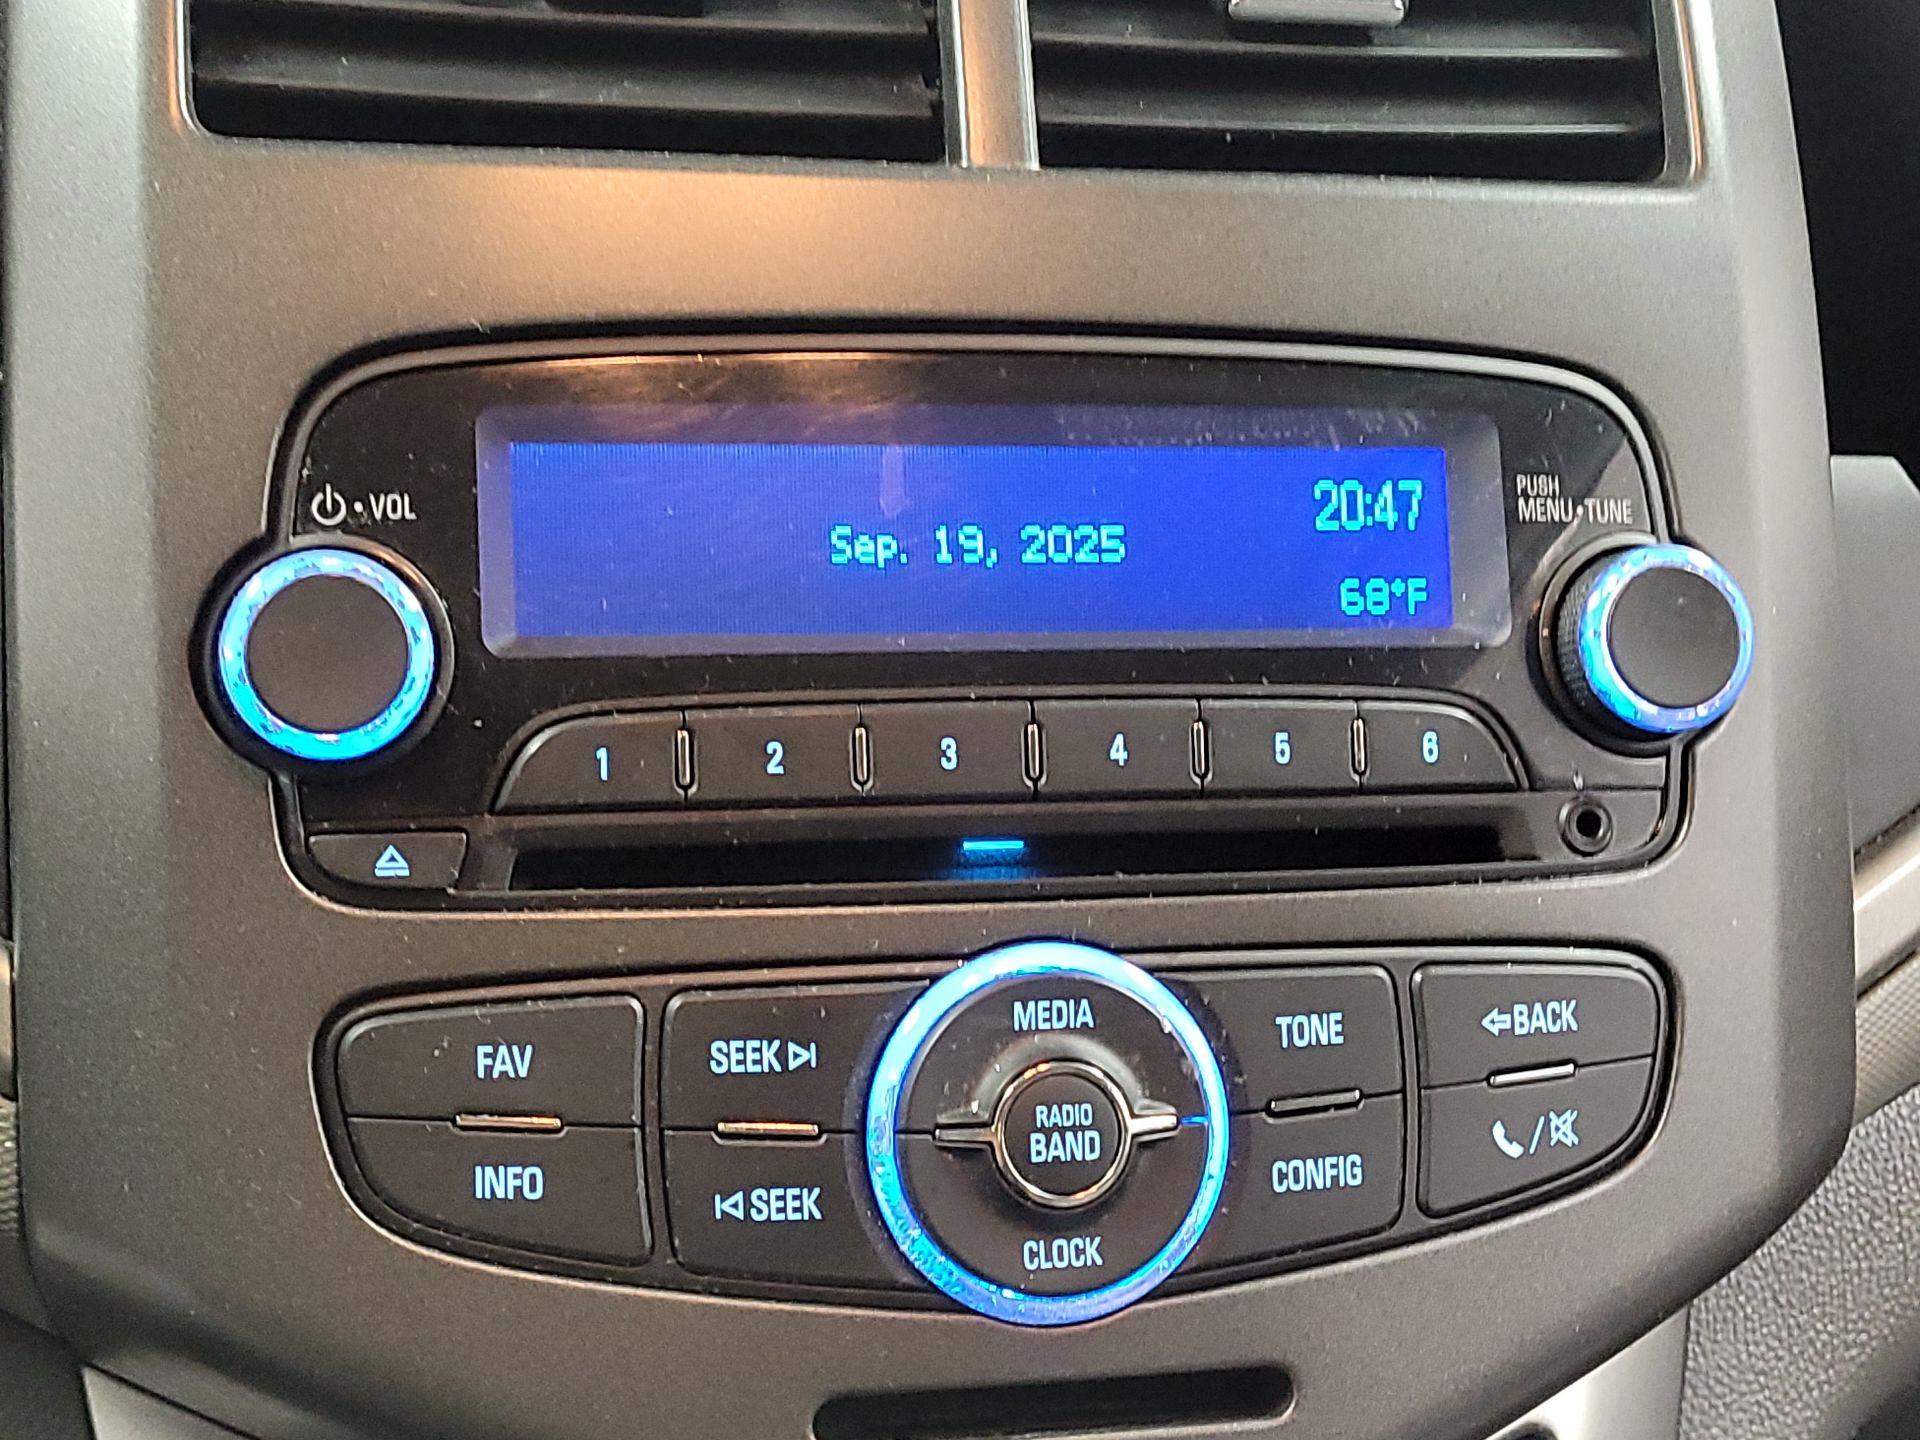 VOL
20:47
PUSH
MENU•TUNE
Sep. 19, 2025
68°F
1 2 3 4 5 6
MEDIA
FAV
SEEK
TONE
BACK
RADIO
BAND
INFO
SEEK
CONFIG
CLOCK